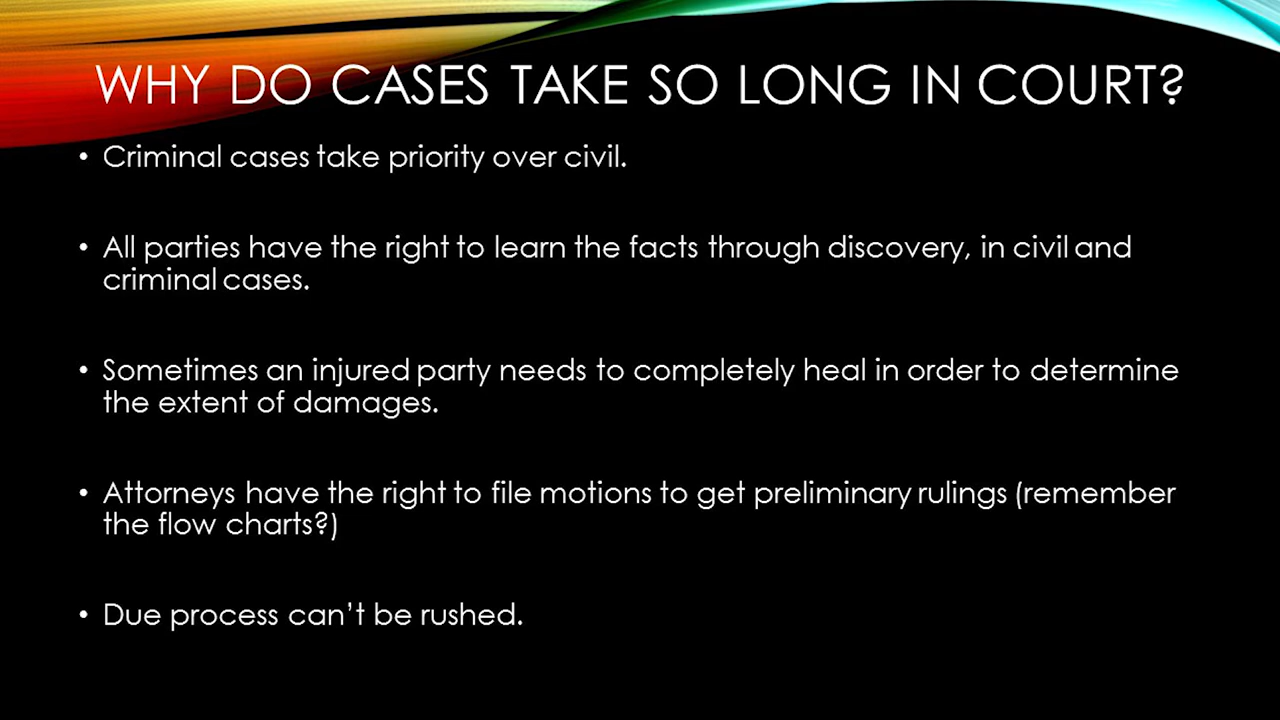 WHY DO CASES TAKE SO LONG IN COURT?
• Criminal cases take priority over civil.
• All parties have the right to learn the facts through discovery, in civil and
criminal cases.
• Sometimes an injured party needs to completely heal in order to determine
the extent of damages.
• Attorneys have the right to file motions to get preliminary rulings (remember
the flow charts?)
• Due process can’t be rushed.